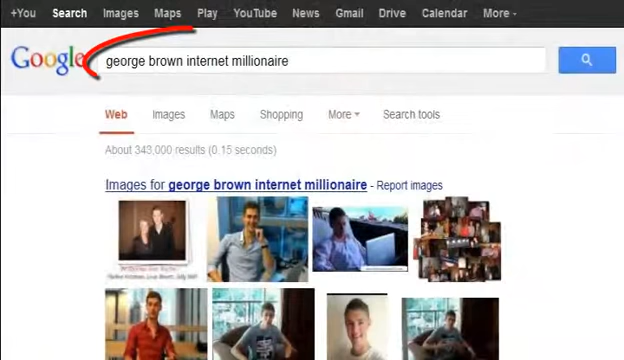 +You Search Images Maps Play YouTube News Gmail Drive Calendar More
Google george brown internet millionaire
Web Images Maps Shopping More Search tools
About 343,000 results (0.15 seconds)
Images for george brown internet millionaire - Report images